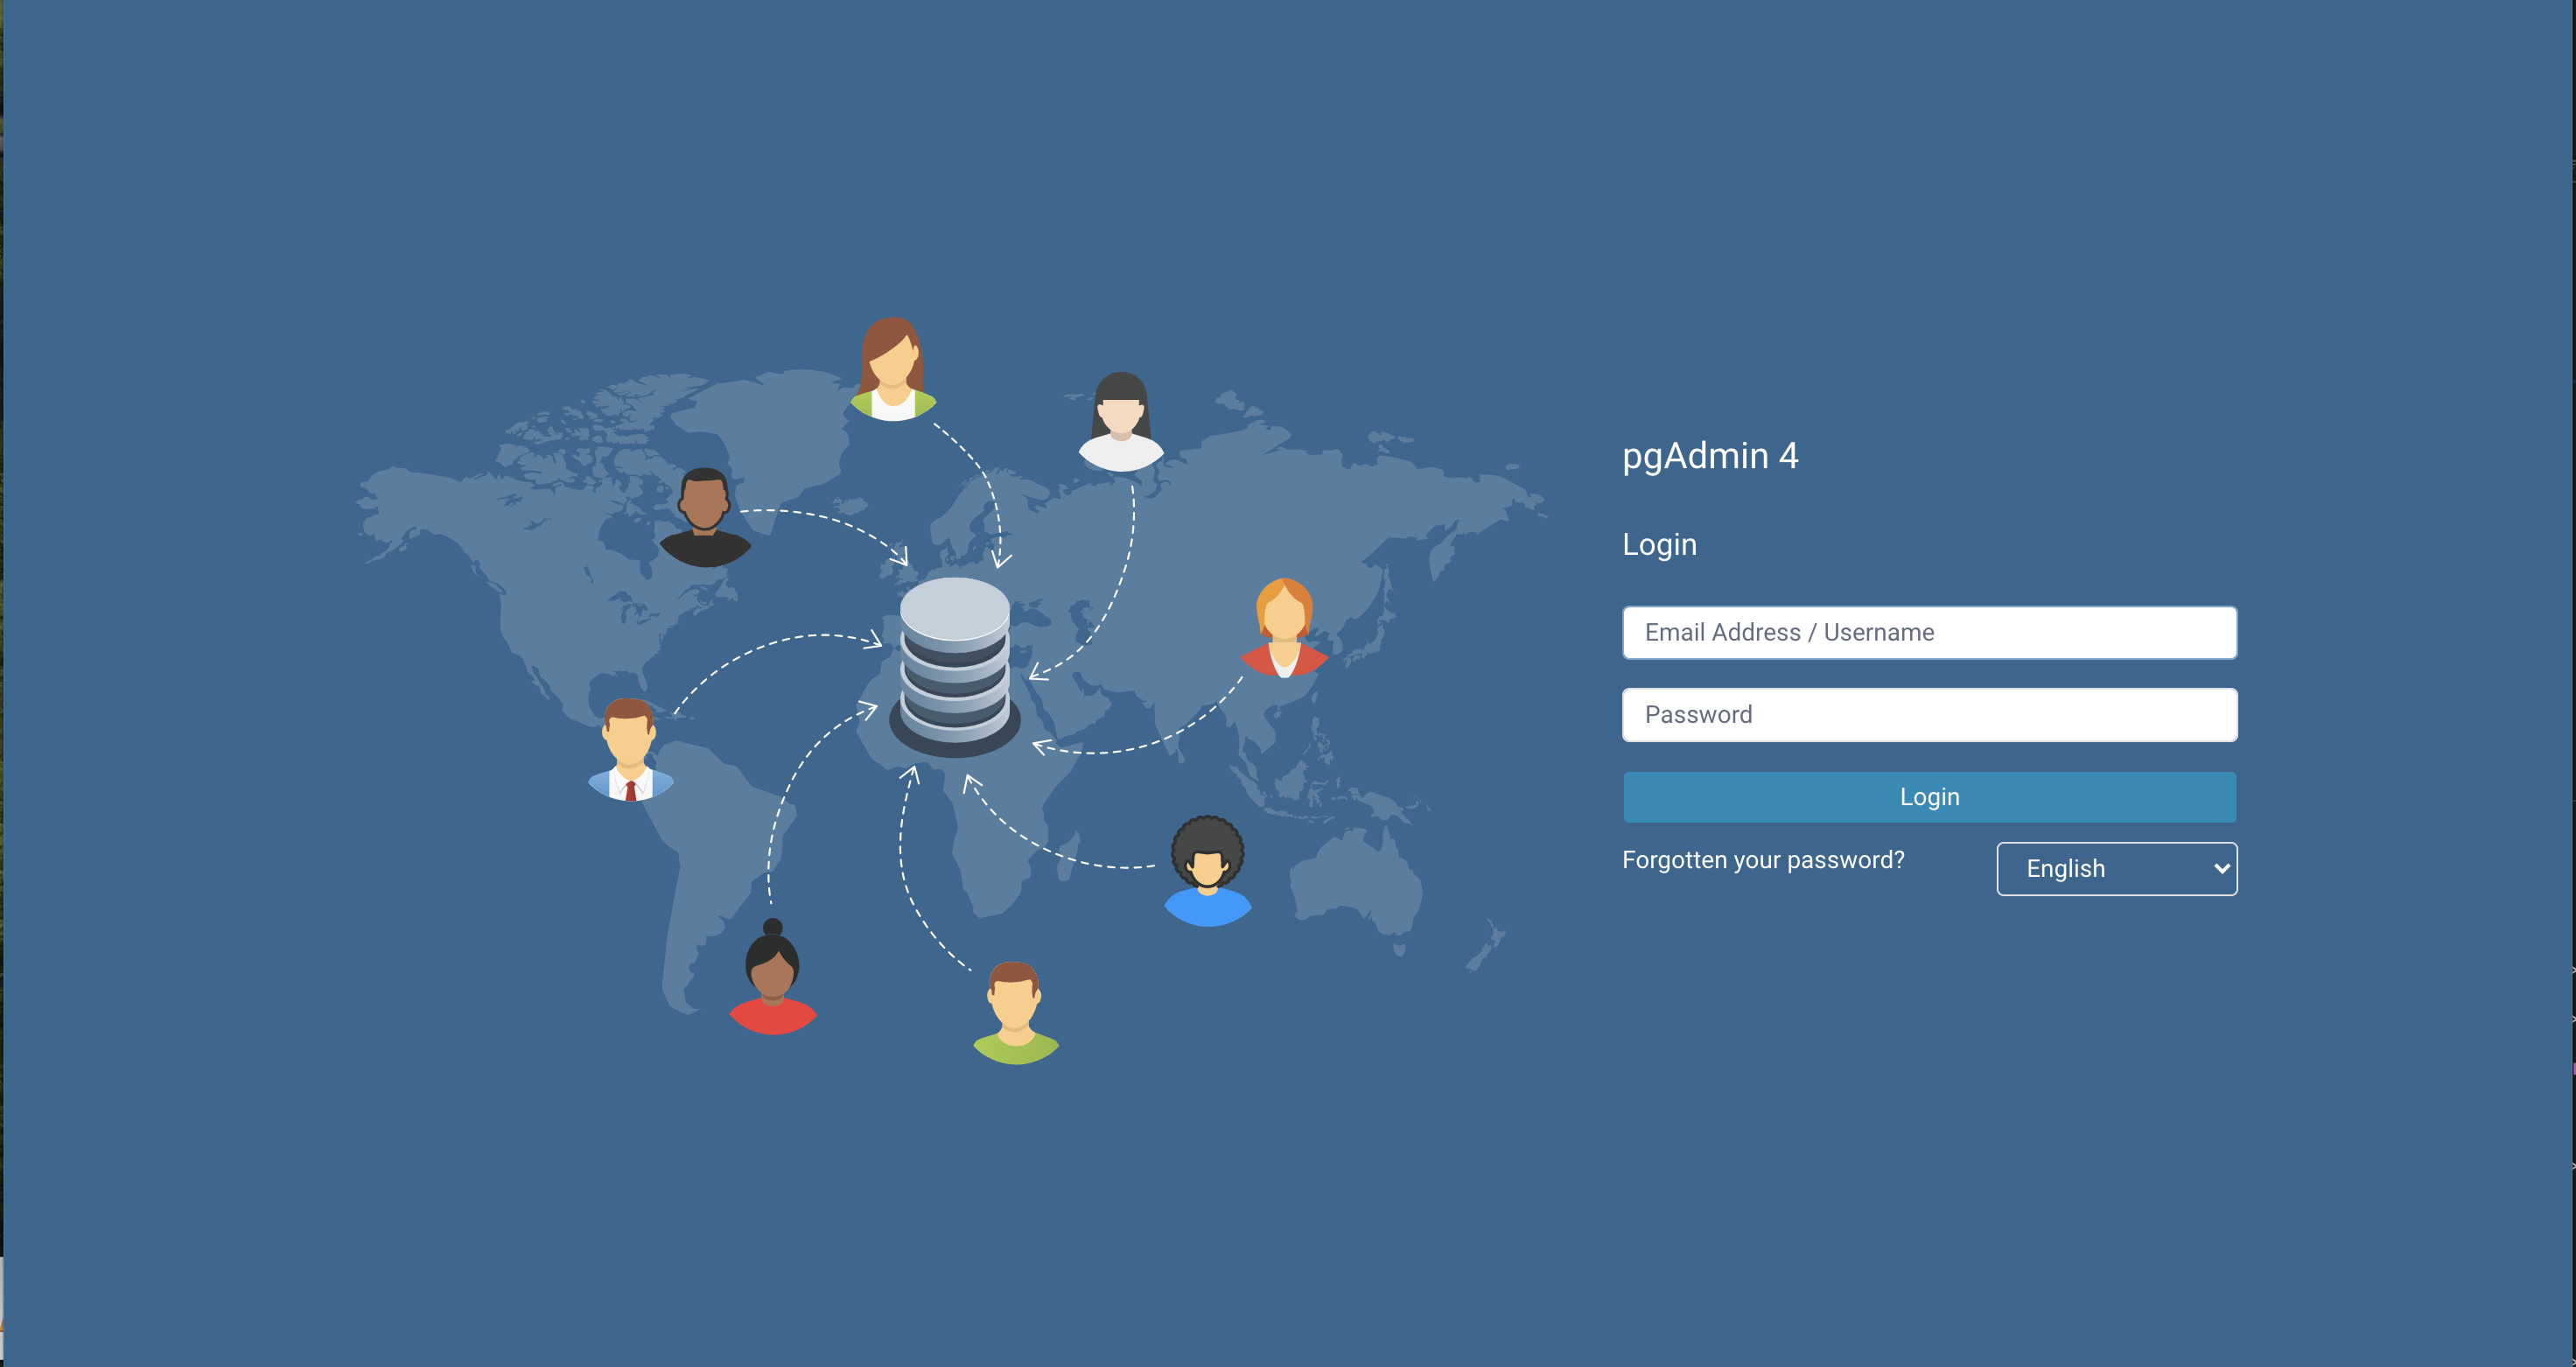 pgAdmin 4
Login
Email Address / Username
Password
Login
Forgotten your password?
English